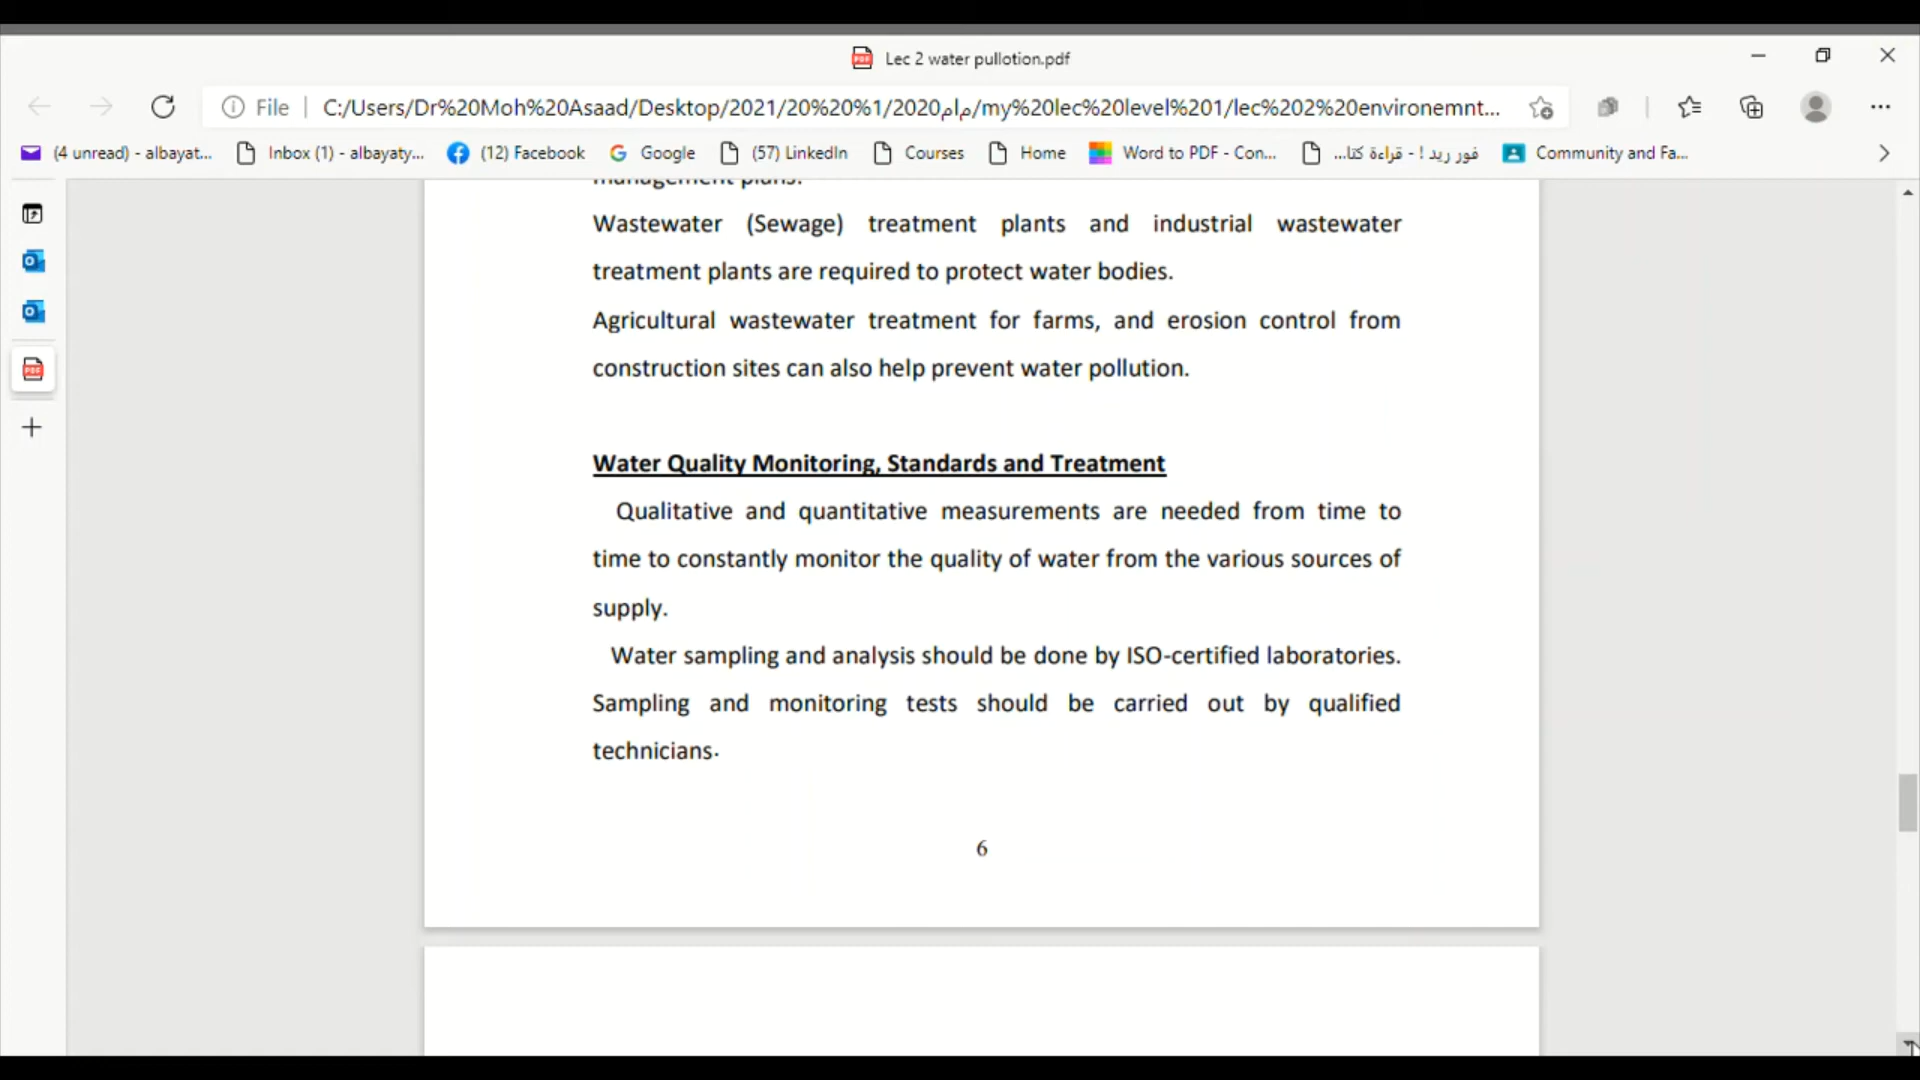 Lec 2 water pullotion.pdf
File C:/Users/Dr%20Moh%20Asaad/Desktop/2021/20%20%1/2020مام/my%20lec%20level%201/lec%202%20environemnt...
(4 unread) - albayat... Inbox (1) - albayaty... (12) Facebook Google (57) LinkedIn Courses Home Word to PDF - Con... فور ريد ! - قراءة كتا... Community and Fa...
management plans.
Wastewater (Sewage) treatment plants and industrial wastewater
treatment plants are required to protect water bodies.
Agricultural wastewater treatment for farms, and erosion control from
construction sites can also help prevent water pollution.
Water Quality Monitoring, Standards and Treatment
Qualitative and quantitative measurements are needed from time to
time to constantly monitor the quality of water from the various sources of
supply.
Water sampling and analysis should be done by ISO-certified laboratories.
Sampling and monitoring tests should be carried out by qualified
technicians.
6